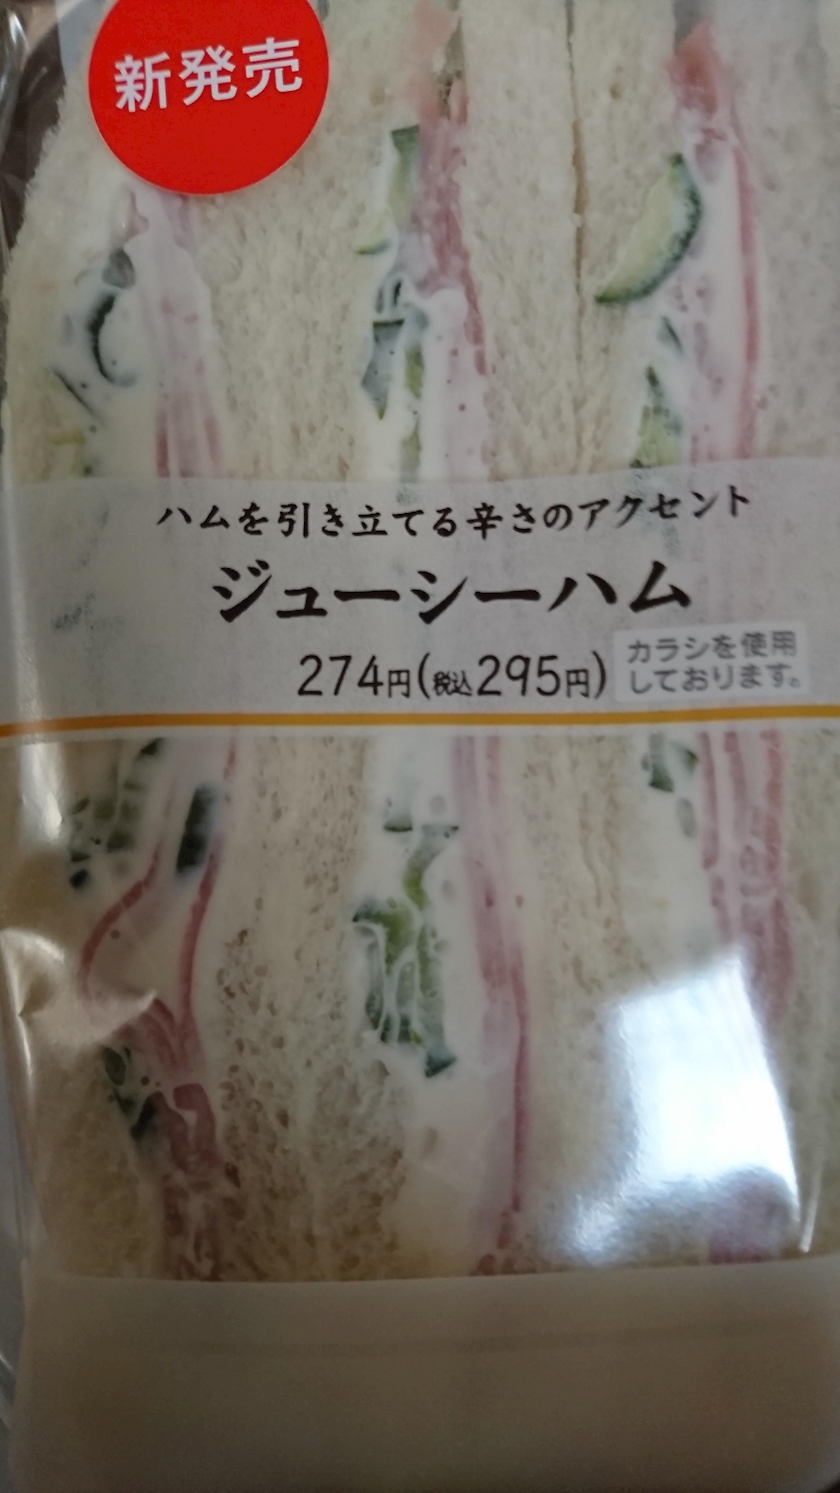 新発売
ハムを引き立てる辛さのアクセント
ジューシーハム
274円(税込295円)
カラシを使用
しております。